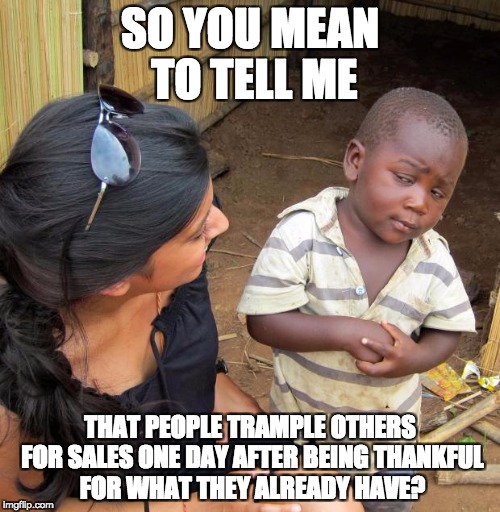 SO YOU MEAN
TO TELL ME
THAT PEOPLE TRAMPLE OTHERS
FOR SALES ONE DAY AFTER BEING THANKFUL
FOR WHAT THEY ALREADY HAVE?
imgflip.com